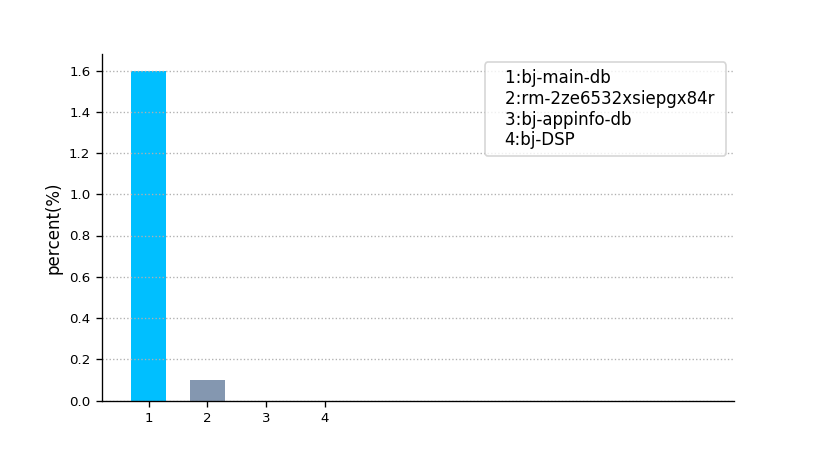 1:bj-main-db
2:rm-2ze6532xsiepgx84r
3:bj-appinfo-db
4:bj-DSP
percent(%)
1.6
1.4
1.2
1.0
0.8
0.6
0.4
0.2
0.0
1 2 3 4